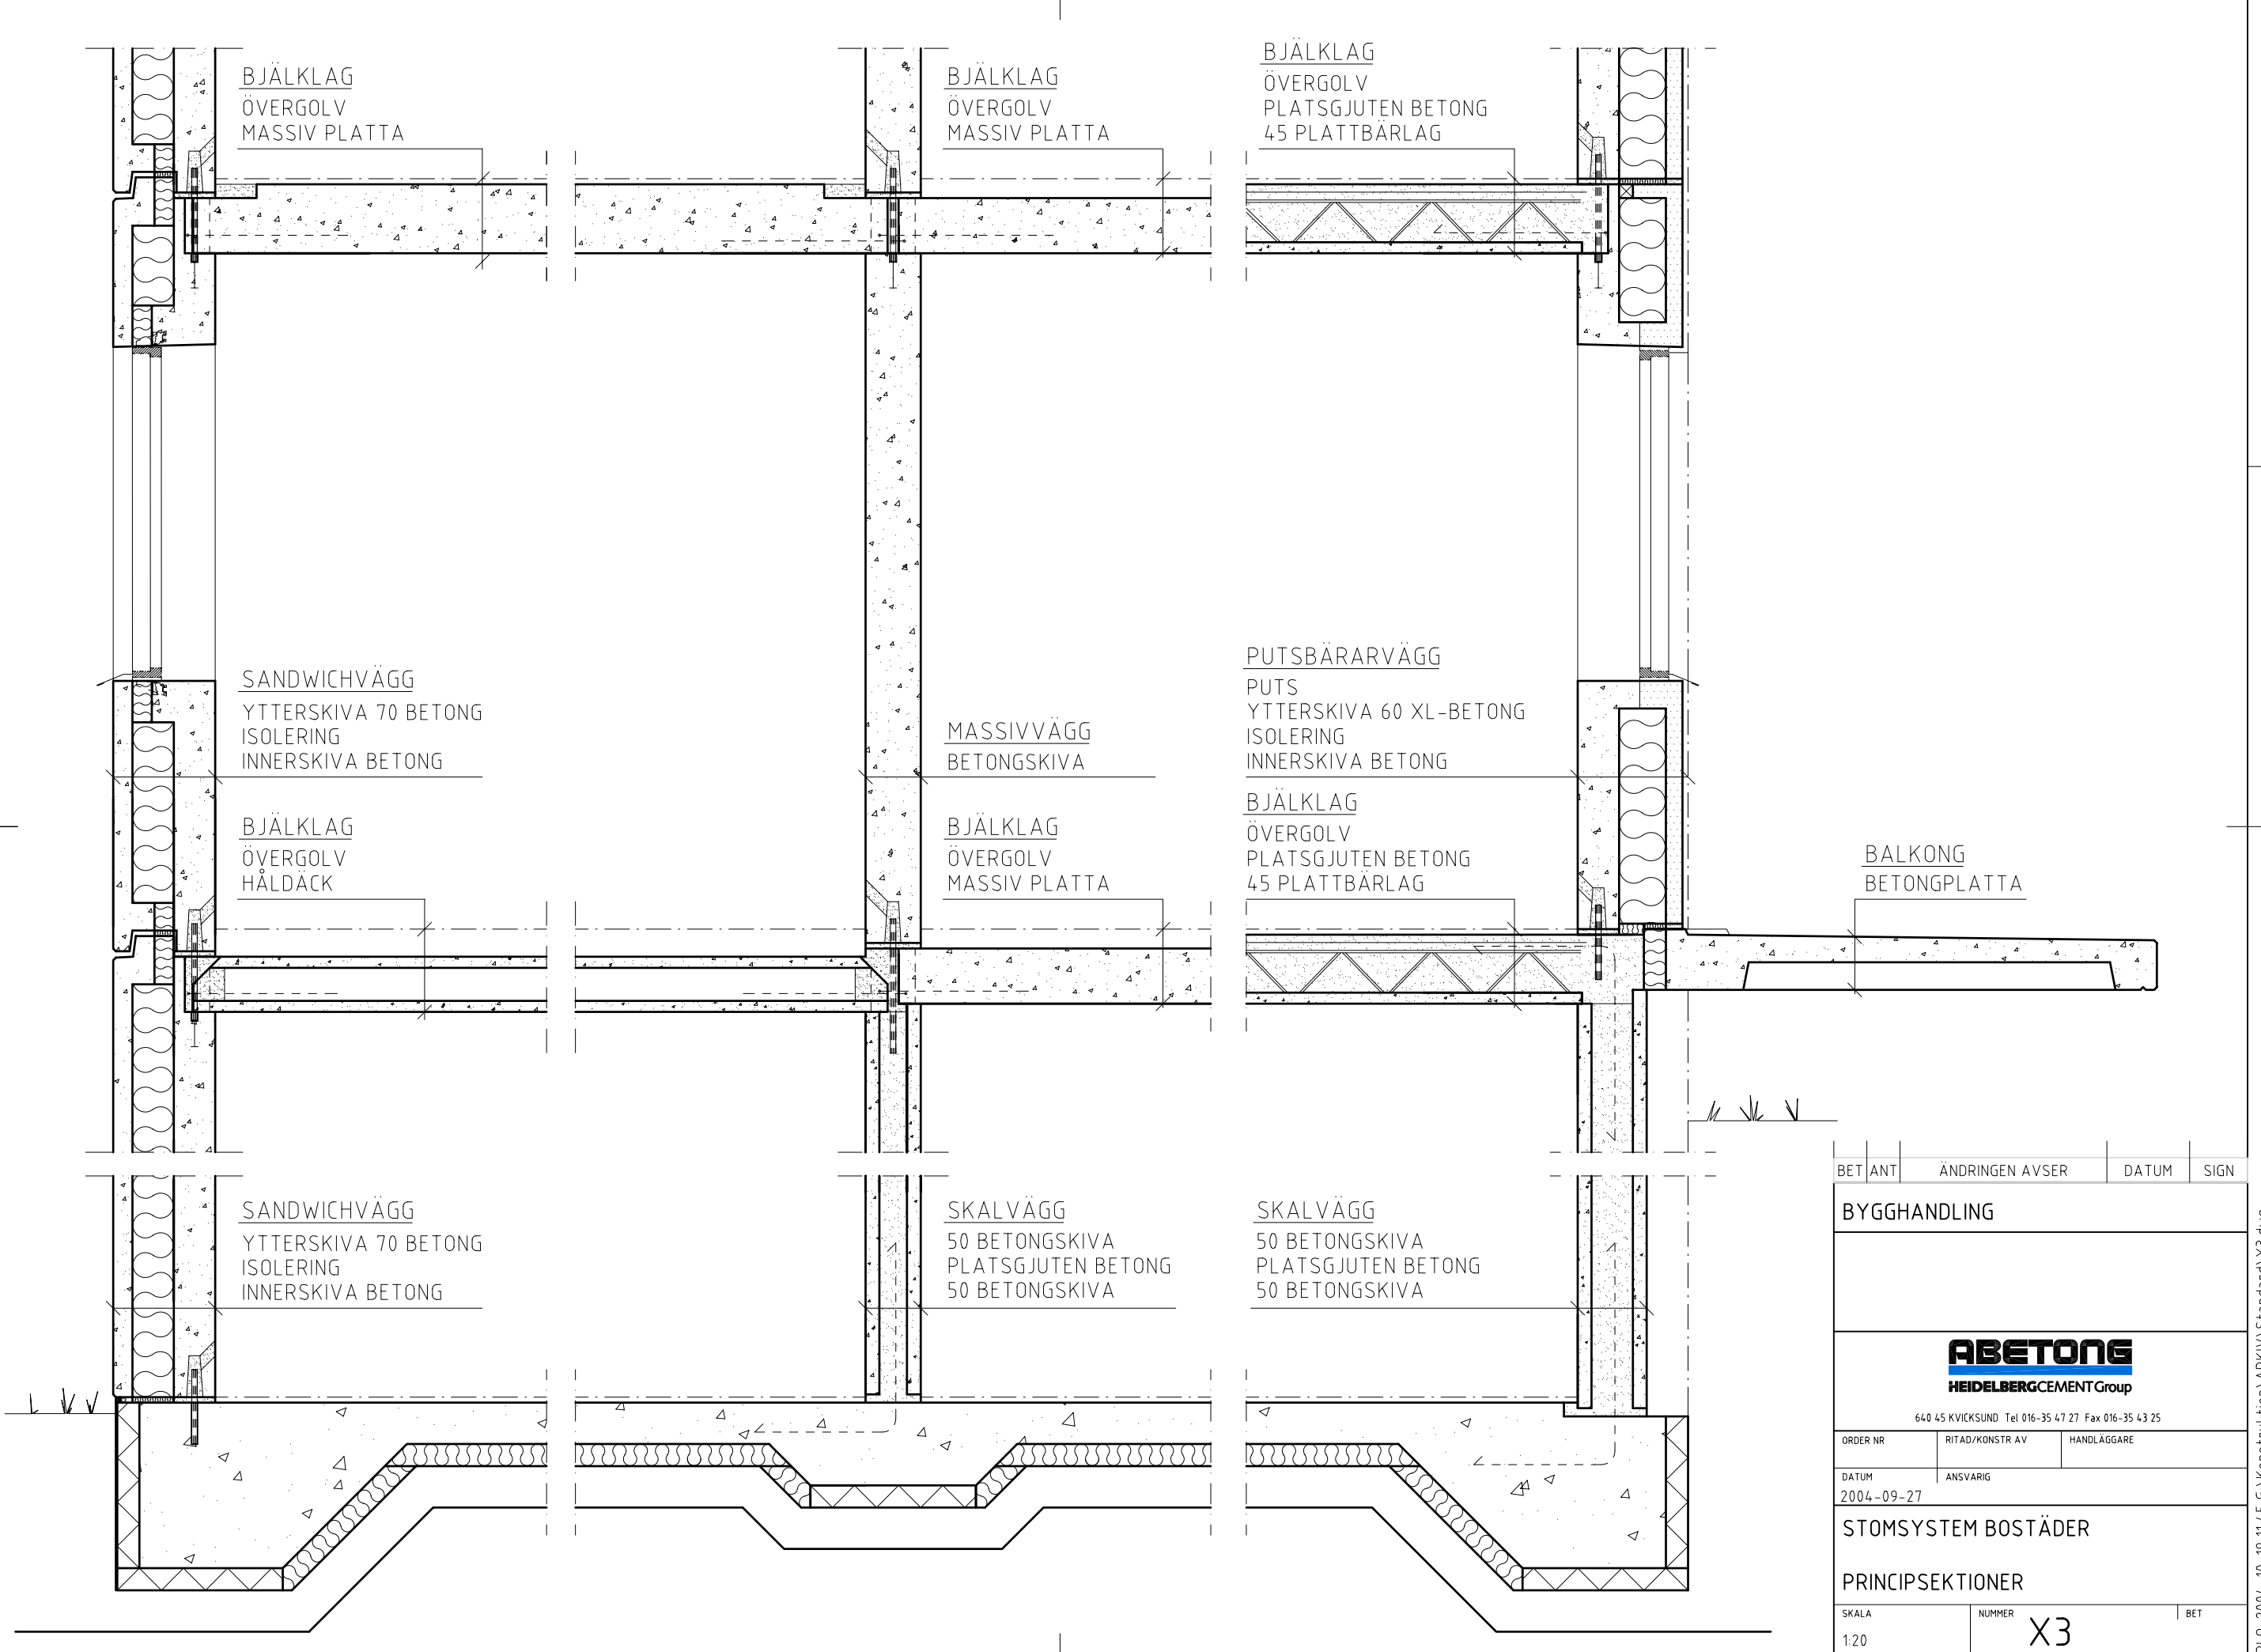 BJÄLKLAG
ÖVERGOLV
MASSIV PLATTA
BJÄLKLAG
ÖVERGOLV
MASSIV PLATTA
BJÄLKLAG
ÖVERGOLV
PLATSGJUTEN BETONG
45 PLATTBÄRLAG
SANDWICHVÄGG
YTTERSKIVA 70 BETONG
ISOLERING
INNERSKIVA BETONG
MASSIVVÄGG
BETONGSKIVA
PUTSBÄRARVÄGG
PUTS
YTTERSKIVA 60 XL-BETONG
ISOLERING
INNERSKIVA BETONG
BJÄLKLAG
ÖVERGOLV
HÅLDÄCK
BJÄLKLAG
ÖVERGOLV
MASSIV PLATTA
BJÄLKLAG
ÖVERGOLV
PLATSGJUTEN BETONG
45 PLATTBÄRLAG
BALKONG
BETONGPLATTA
SANDWICHVÄGG
YTTERSKIVA 70 BETONG
ISOLERING
INNERSKIVA BETONG
SKALVÄGG
50 BETONGSKIVA
PLATSGJUTEN BETONG
50 BETONGSKIVA
SKALVÄGG
50 BETONGSKIVA
PLATSGJUTEN BETONG
50 BETONGSKIVA
BET ANT ÄNDRINGEN AVSER DATUM SIGN
BYGGHANDLING
ABETONG
HEIDELBERGCEMENT Group
640 45 KVICKSUND Tel 016-35 47 27 Fax 016-35 43 25
ORDER NR RITAD/KONSTR AV HANDLÄGGARE
DATUM ANSVARIG
2004-09-27
STOMSYSTEM BOSTÄDER
PRINCIPSEKTIONER
SKALA NUMMER BET
1:20 X3